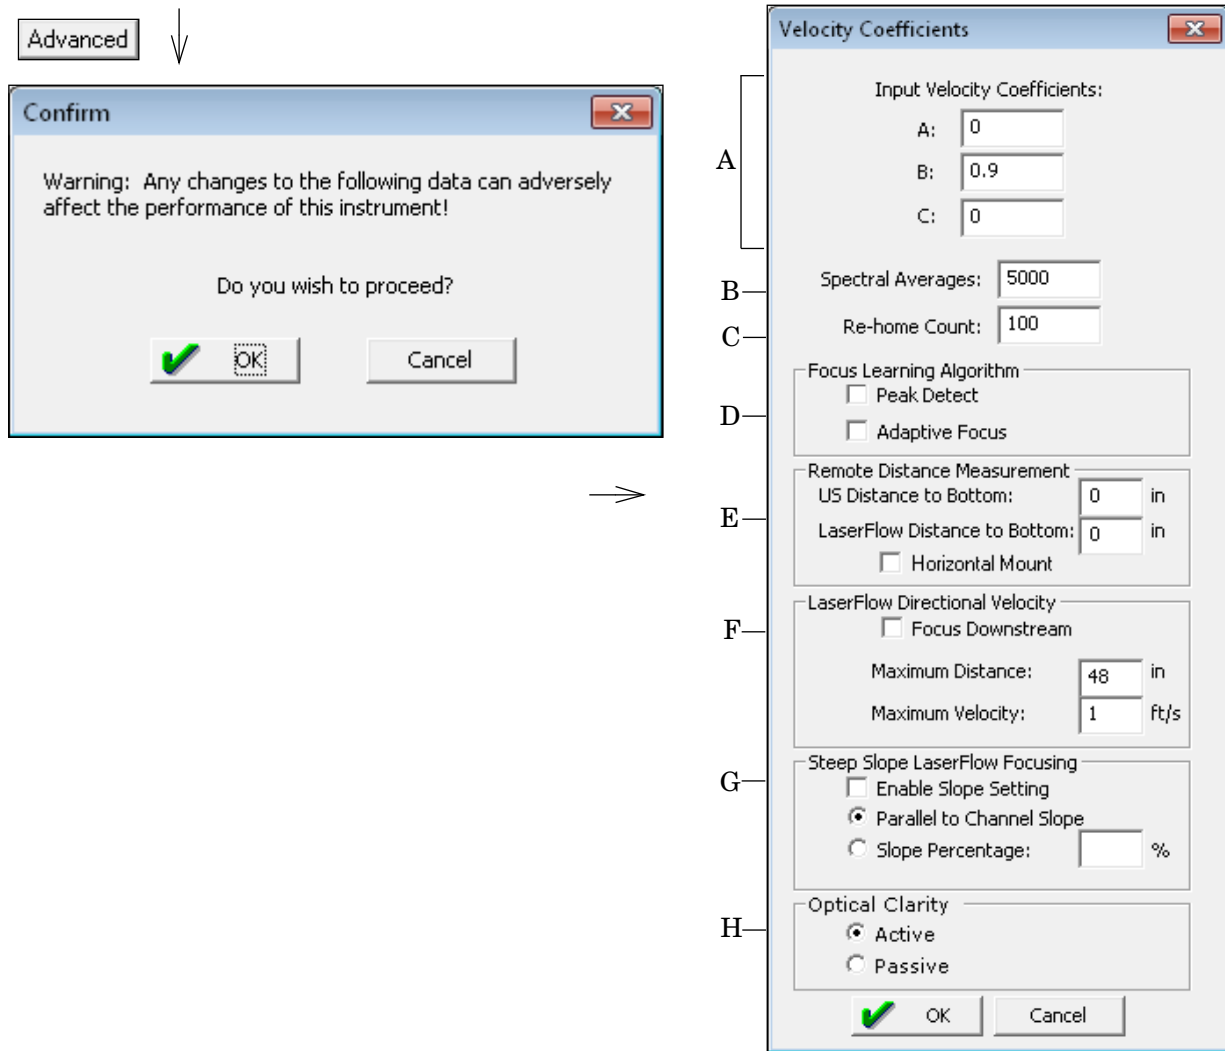 Advanced
Confirm
Warning: Any changes to the following data can adversely
affect the performance of this instrument!
Do you wish to proceed?
OK
Cancel
Velocity Coefficients
A
Input Velocity Coefficients:
A: 0
B: 0.9
C: 0
B
Spectral Averages: 5000
C
Re-home Count: 100
Focus Learning Algorithm
D
Peak Detect
Adaptive Focus
Remote Distance Measurement
E
US Distance to Bottom: 0 in
LaserFlow Distance to Bottom: 0 in
Horizontal Mount
LaserFlow Directional Velocity
F
Focus Downstream
Maximum Distance: 48 in
Maximum Velocity: 1 ft/s
Steep Slope LaserFlow Focusing
G
Enable Slope Setting
Parallel to Channel Slope
Slope Percentage: %
Optical Clarity
H
Active
Passive
OK
Cancel